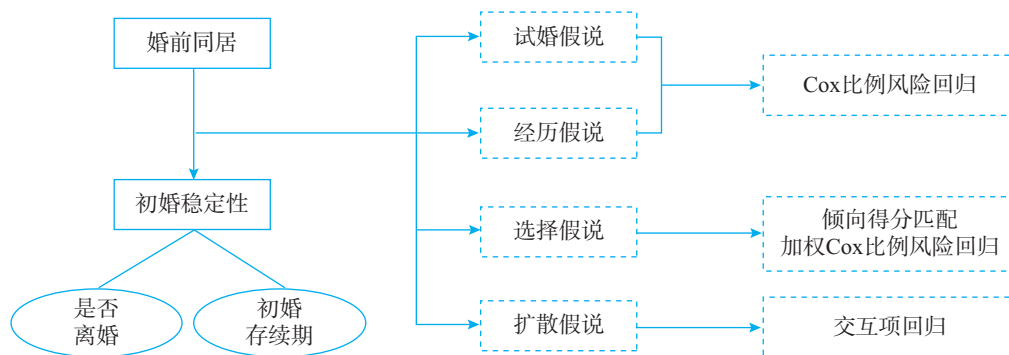 婚前同居
初婚稳定性
是否
离婚
初婚
存续期
试婚假说
经历假说
选择假说
扩散假说
Cox比例风险回归
倾向得分匹配
加权Cox比例风险回归
交互项回归